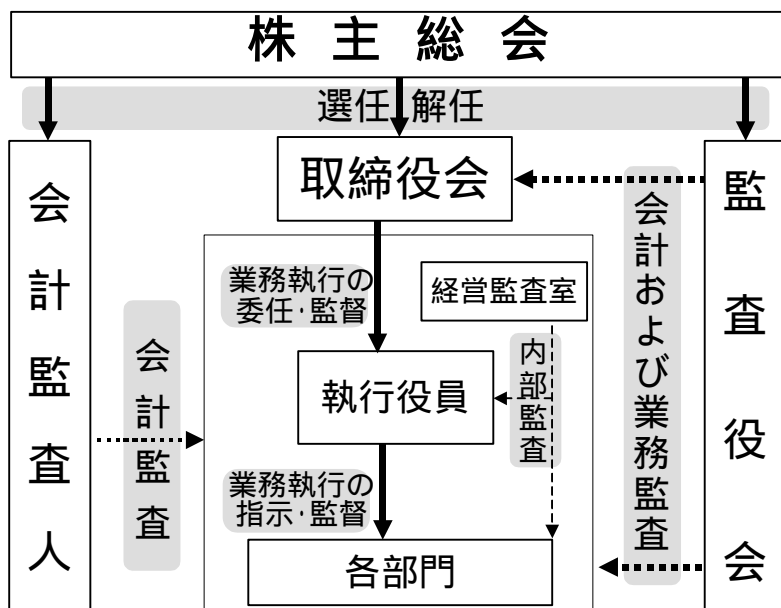 株主総会
選任・解任
会計監査人
取締役会
監査役会
会計および業務監査
業務執行の
委任・監督
経営監査室
会計監査
執行役員
内部監査
業務執行の
指示・監督
各部門